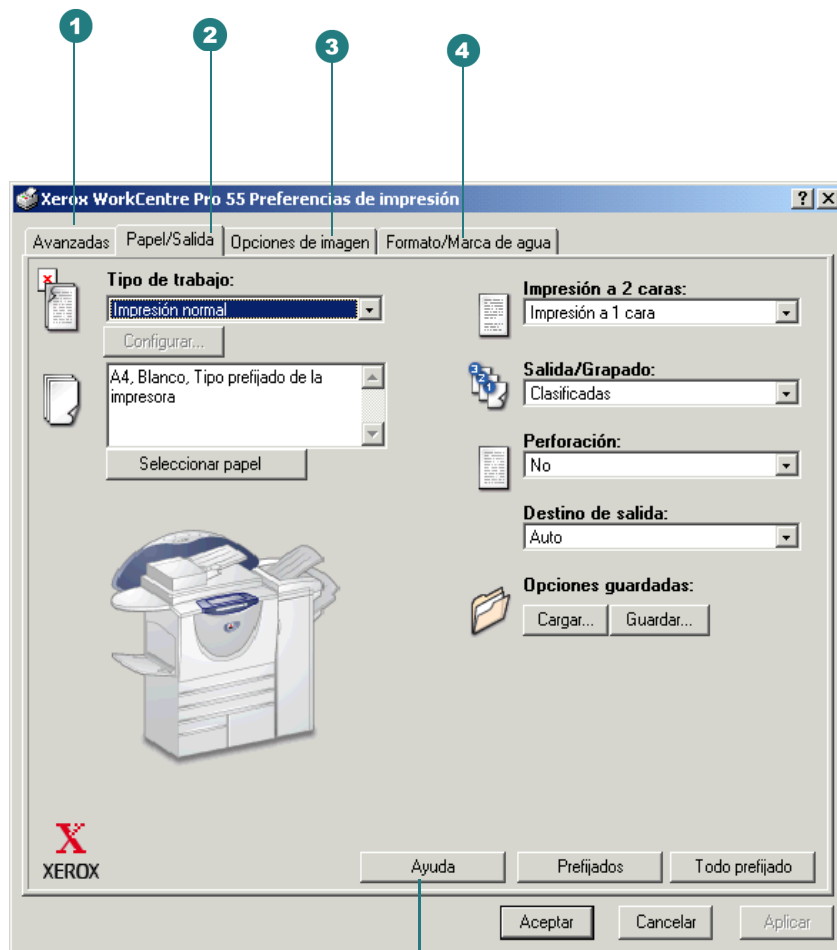 1
2
3
4
Xerox WorkCentre Pro 55 Preferencias de impresión
Avanzadas
Papel/Salida
Opciones de imagen
Formato/Marca de agua
Tipo de trabajo:
Impresión normal
Configurar...
A4, Blanco, Tipo prefijado de la
impresora
Seleccionar papel
Impresión a 2 caras:
Impresión a 1 cara
Salida/Grapado:
Clasificadas
Perforación:
No
Destino de salida:
Auto
Opciones guardadas:
Cargar...
Guardar...
X
XEROX
Ayuda
Prefijados
Todo prefijado
Aceptar
Cancelar
Aplicar